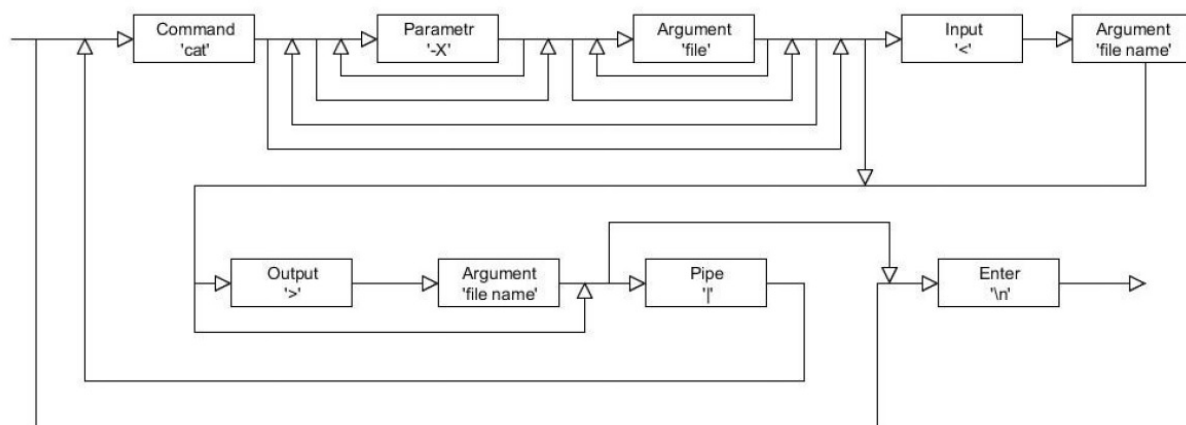 Command
'cat'
Parametr
'-X'
Argument
'file'
Input
'<'
Argument
'file name'
Output
'>'
Argument
'file name'
Pipe
'|'
Enter
'\n'